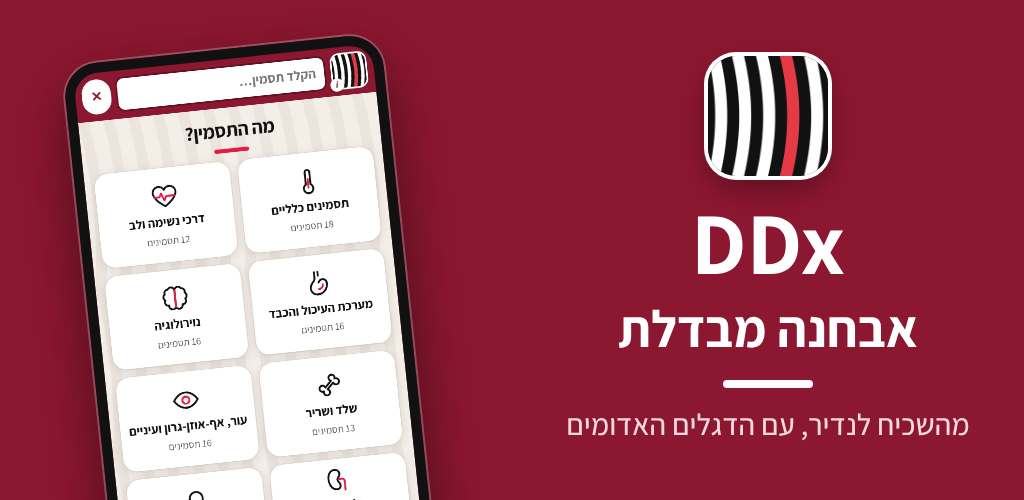 הקלד תסמין...
מה התסמין?
תסמינים כלליים
18 תסמינים
דרכי נשימה ולב
12 תסמינים
מערכת העיכול והכבד
16 תסמינים
נוירולוגיה
16 תסמינים
שלד ושריר
13 תסמינים
עור, אף-אוזן-גרון ועיניים
16 תסמינים
DDx
אבחנה מבדלת
מהשכיח לנדיר, עם הדגלים האדומים